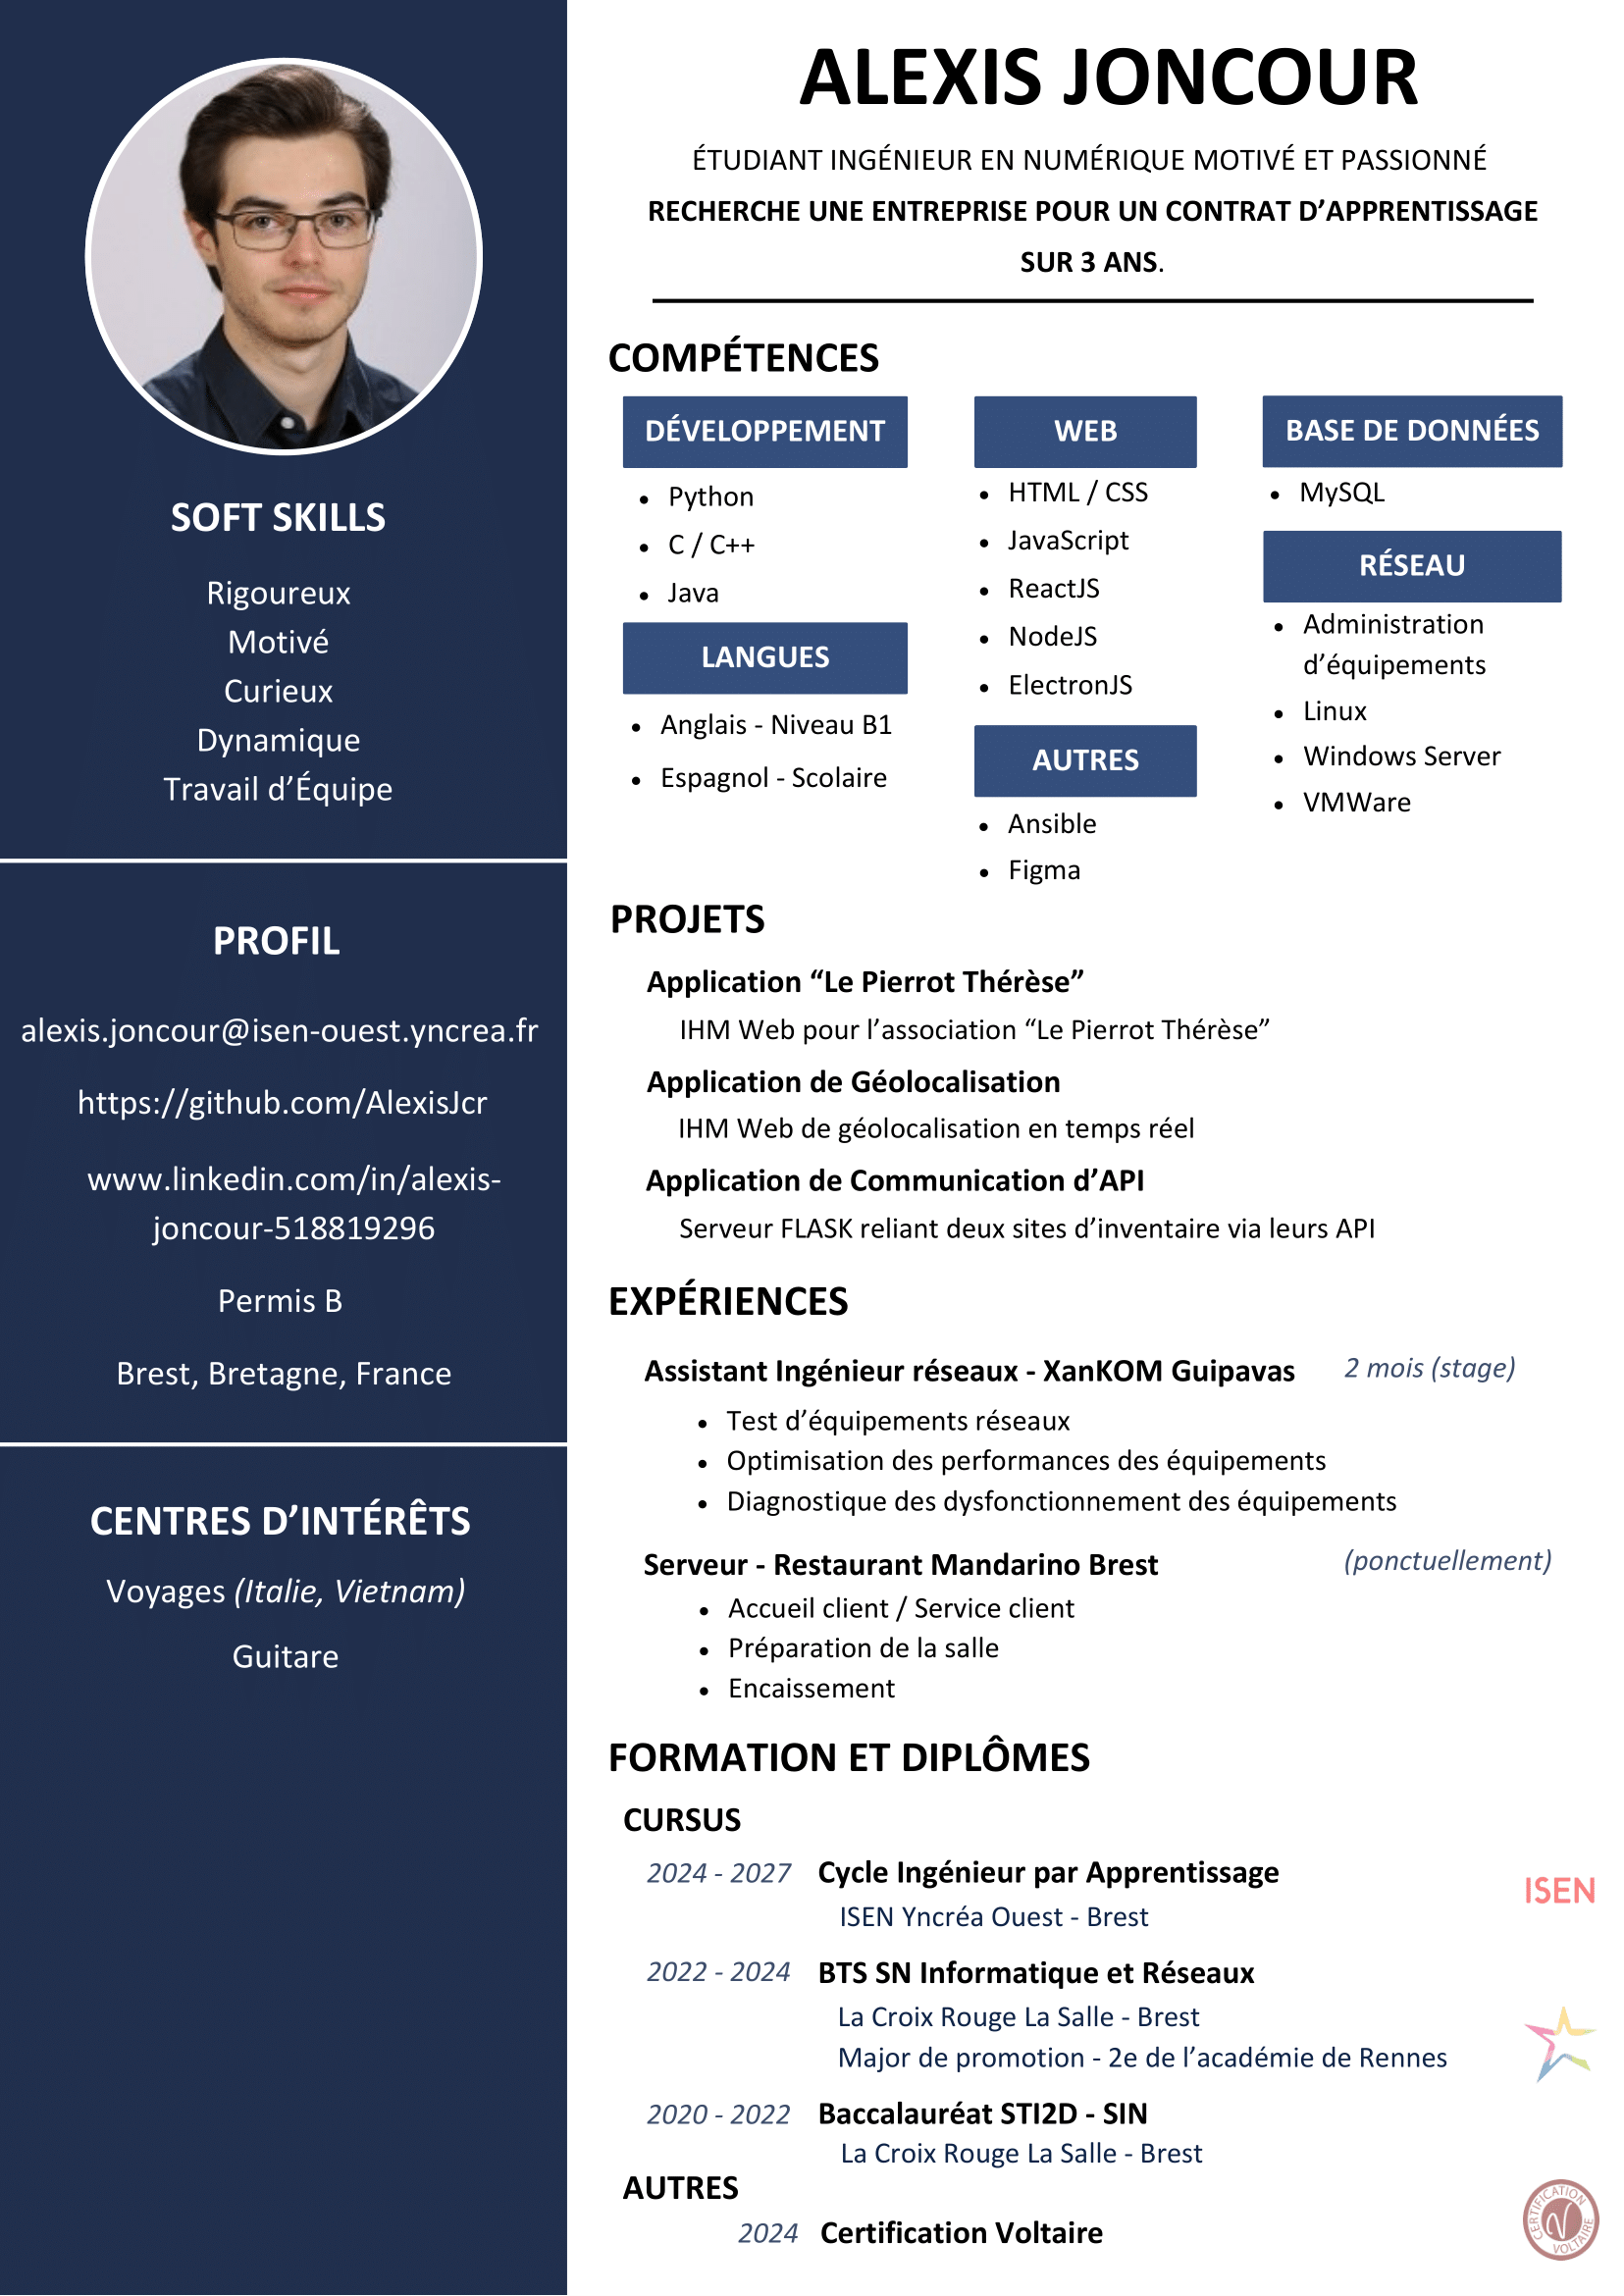 ALEXIS JONCOUR
ÉTUDIANT INGÉNIEUR EN NUMÉRIQUE MOTIVÉ ET PASSIONNÉ
RECHERCHE UNE ENTREPRISE POUR UN CONTRAT D’APPRENTISSAGE
SUR 3 ANS.
SOFT SKILLS
Rigoureux
Motivé
Curieux
Dynamique
Travail d’Équipe
PROFIL
alexis.joncour@isen-ouest.yncrea.fr
https://github.com/AlexisJcr
www.linkedin.com/in/alexis-
joncour-518819296
Permis B
Brest, Bretagne, France
CENTRES D’INTÉRÊTS
Voyages (Italie, Vietnam)
Guitare
COMPÉTENCES
DÉVELOPPEMENT
• Python
• C / C++
• Java
LANGUES
• Anglais - Niveau B1
• Espagnol - Scolaire
WEB
• HTML / CSS
• JavaScript
• ReactJS
• NodeJS
• ElectronJS
AUTRES
• Ansible
• Figma
BASE DE DONNÉES
• MySQL
RÉSEAU
• Administration
d’équipements
• Linux
• Windows Server
• VMWare
PROJETS
Application “Le Pierrot Thérèse”
IHM Web pour l’association “Le Pierrot Thérèse”
Application de Géolocalisation
IHM Web de géolocalisation en temps réel
Application de Communication d’API
Serveur FLASK reliant deux sites d’inventaire via leurs API
EXPÉRIENCES
Assistant Ingénieur réseaux - XanKOM Guipavas 2 mois (stage)
• Test d’équipements réseaux
• Optimisation des performances des équipements
• Diagnostique des dysfonctionnement des équipements
Serveur - Restaurant Mandarino Brest (ponctuellement)
• Accueil client / Service client
• Préparation de la salle
• Encaissement
FORMATION ET DIPLÔMES
CURSUS
2024 - 2027 Cycle Ingénieur par Apprentissage
ISEN Yncréa Ouest - Brest
ISEN
2022 - 2024 BTS SN Informatique et Réseaux
La Croix Rouge La Salle - Brest
Major de promotion - 2e de l’académie de Rennes
2020 - 2022 Baccalauréat STI2D - SIN
La Croix Rouge La Salle - Brest
AUTRES
2024 Certification Voltaire
CERTIFICATION
V
VOLTAIRE